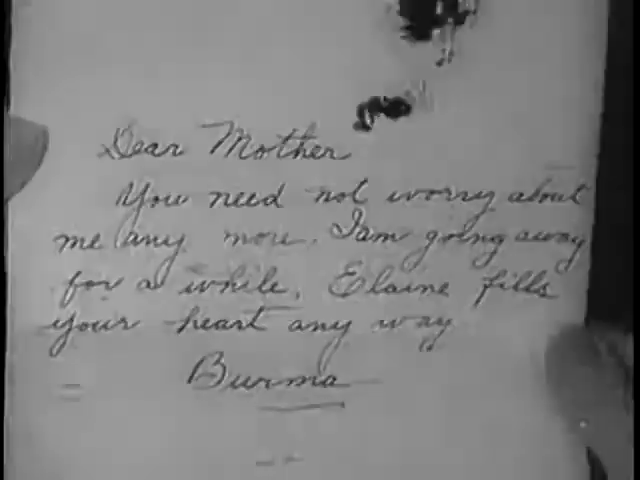 Dear Mother
You need not worry about
me any more. I am going away
for a while. Elaine fills
your heart any way
Burma